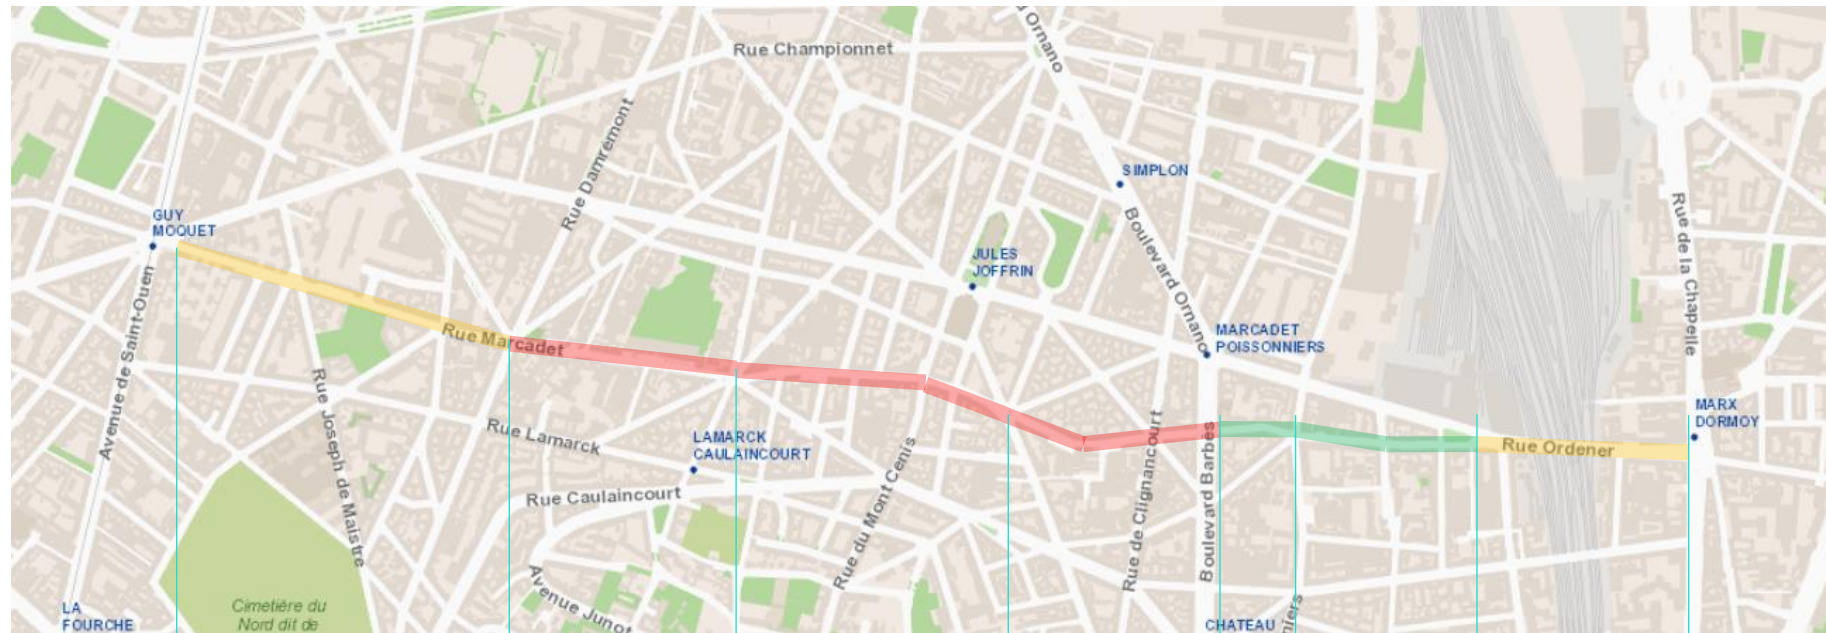 Rue Championnet
Ornano
Rue Damrémont
SIMPLON
GUY
MOQUET
Boulevard Ornano
Rue de la Chapelle
JULES
JOFFRIN
Avenue de Saint-Ouen
Rue Marcadet
MARCADET
POISSONNIERS
Rue Joseph de Maistre
Rue Lamarck
LAMARCK
CAULAINCOURT
Rue Caulaincourt
Rue du Mont Cenis
Rue de Clignancourt
Boulevard Barbès
Rue Ordener
MARX
DORMOY
Avenue Junot
LA
FOURCHE
Cimetière du
Nord dit de
CHATEAU
niers